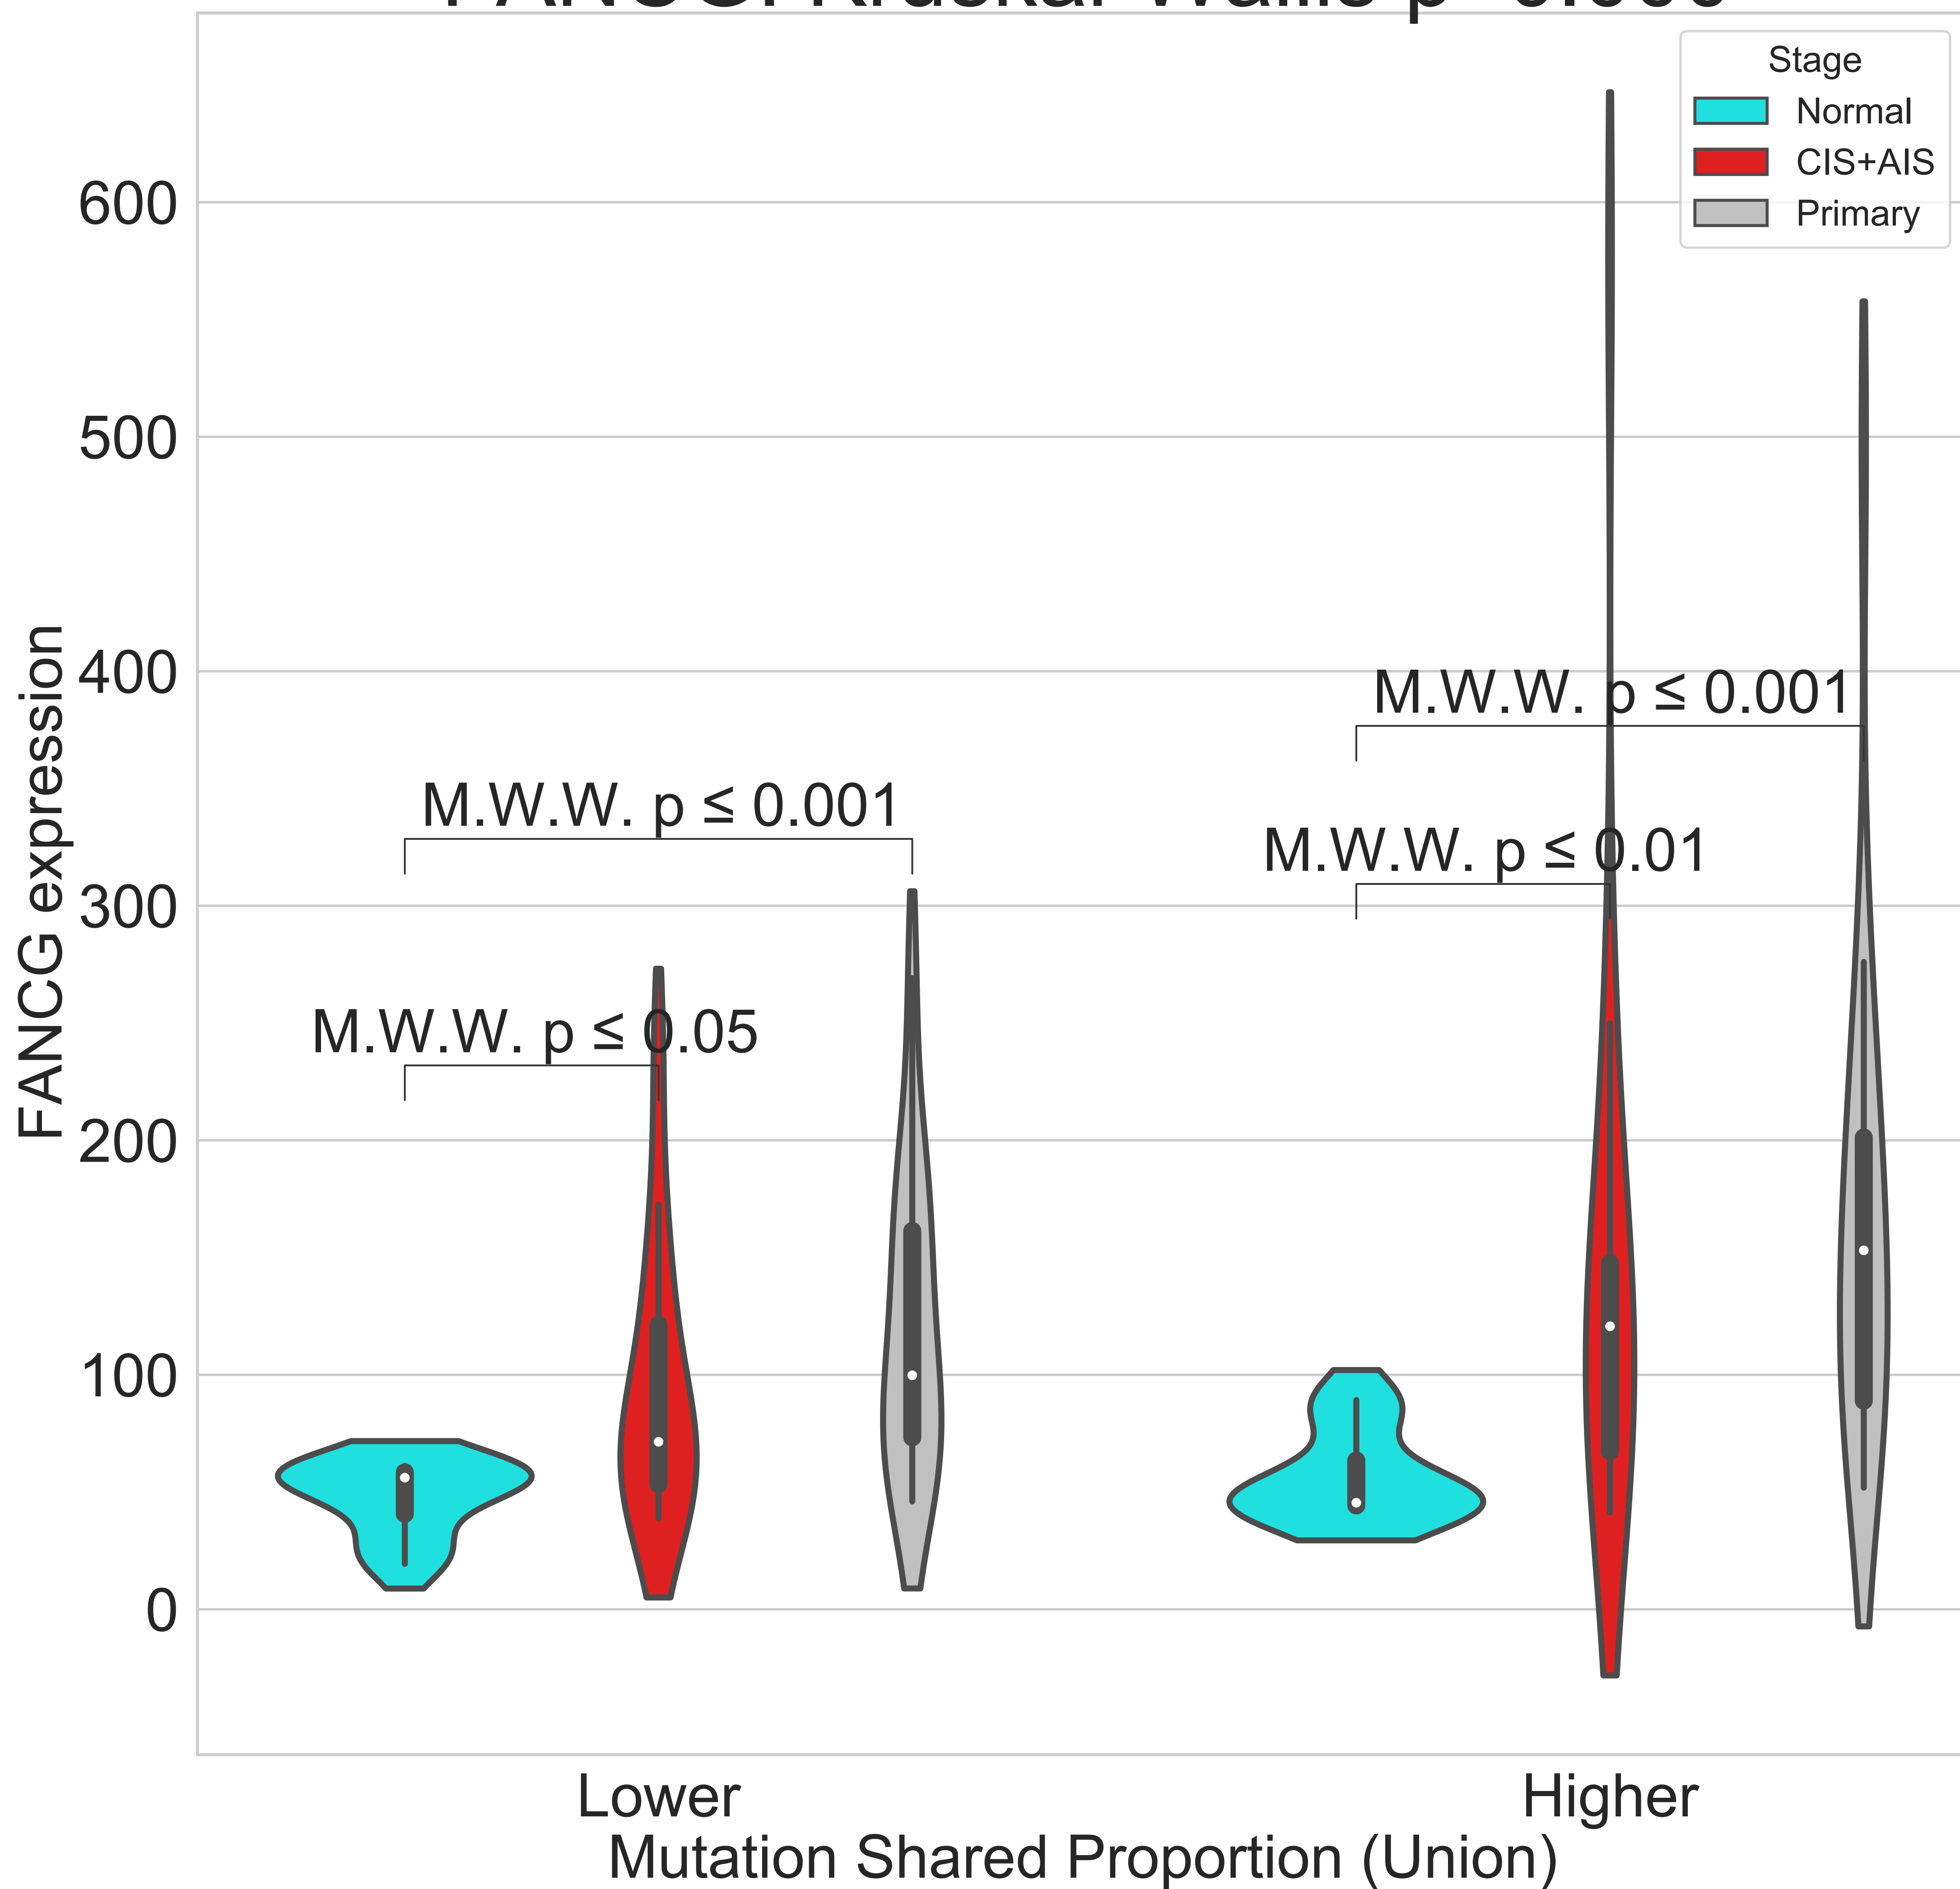 Stage
Normal
CIS+AIS
Primary
600
500
400
300
200
100
0
FANCG expression
M.W.W. p ≤ 0.001
M.W.W. p ≤ 0.01
M.W.W. p ≤ 0.001
M.W.W. p ≤ 0.05
Lower
Higher
Mutation Shared Proportion (Union)